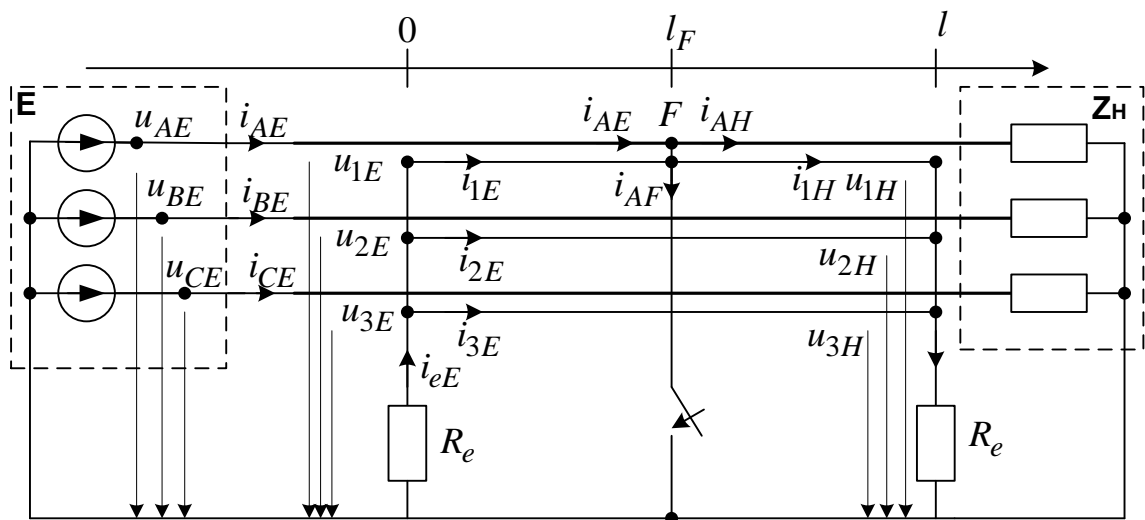 0 l_F l
E Z_H
u_AE i_AE i_AE F i_AH
u_1E i_1E i_AF i_1H u_1H
u_BE i_BE
u_2E i_2E u_2H
u_CE i_CE
u_3E i_3E u_3H
i_eE
R_e R_e